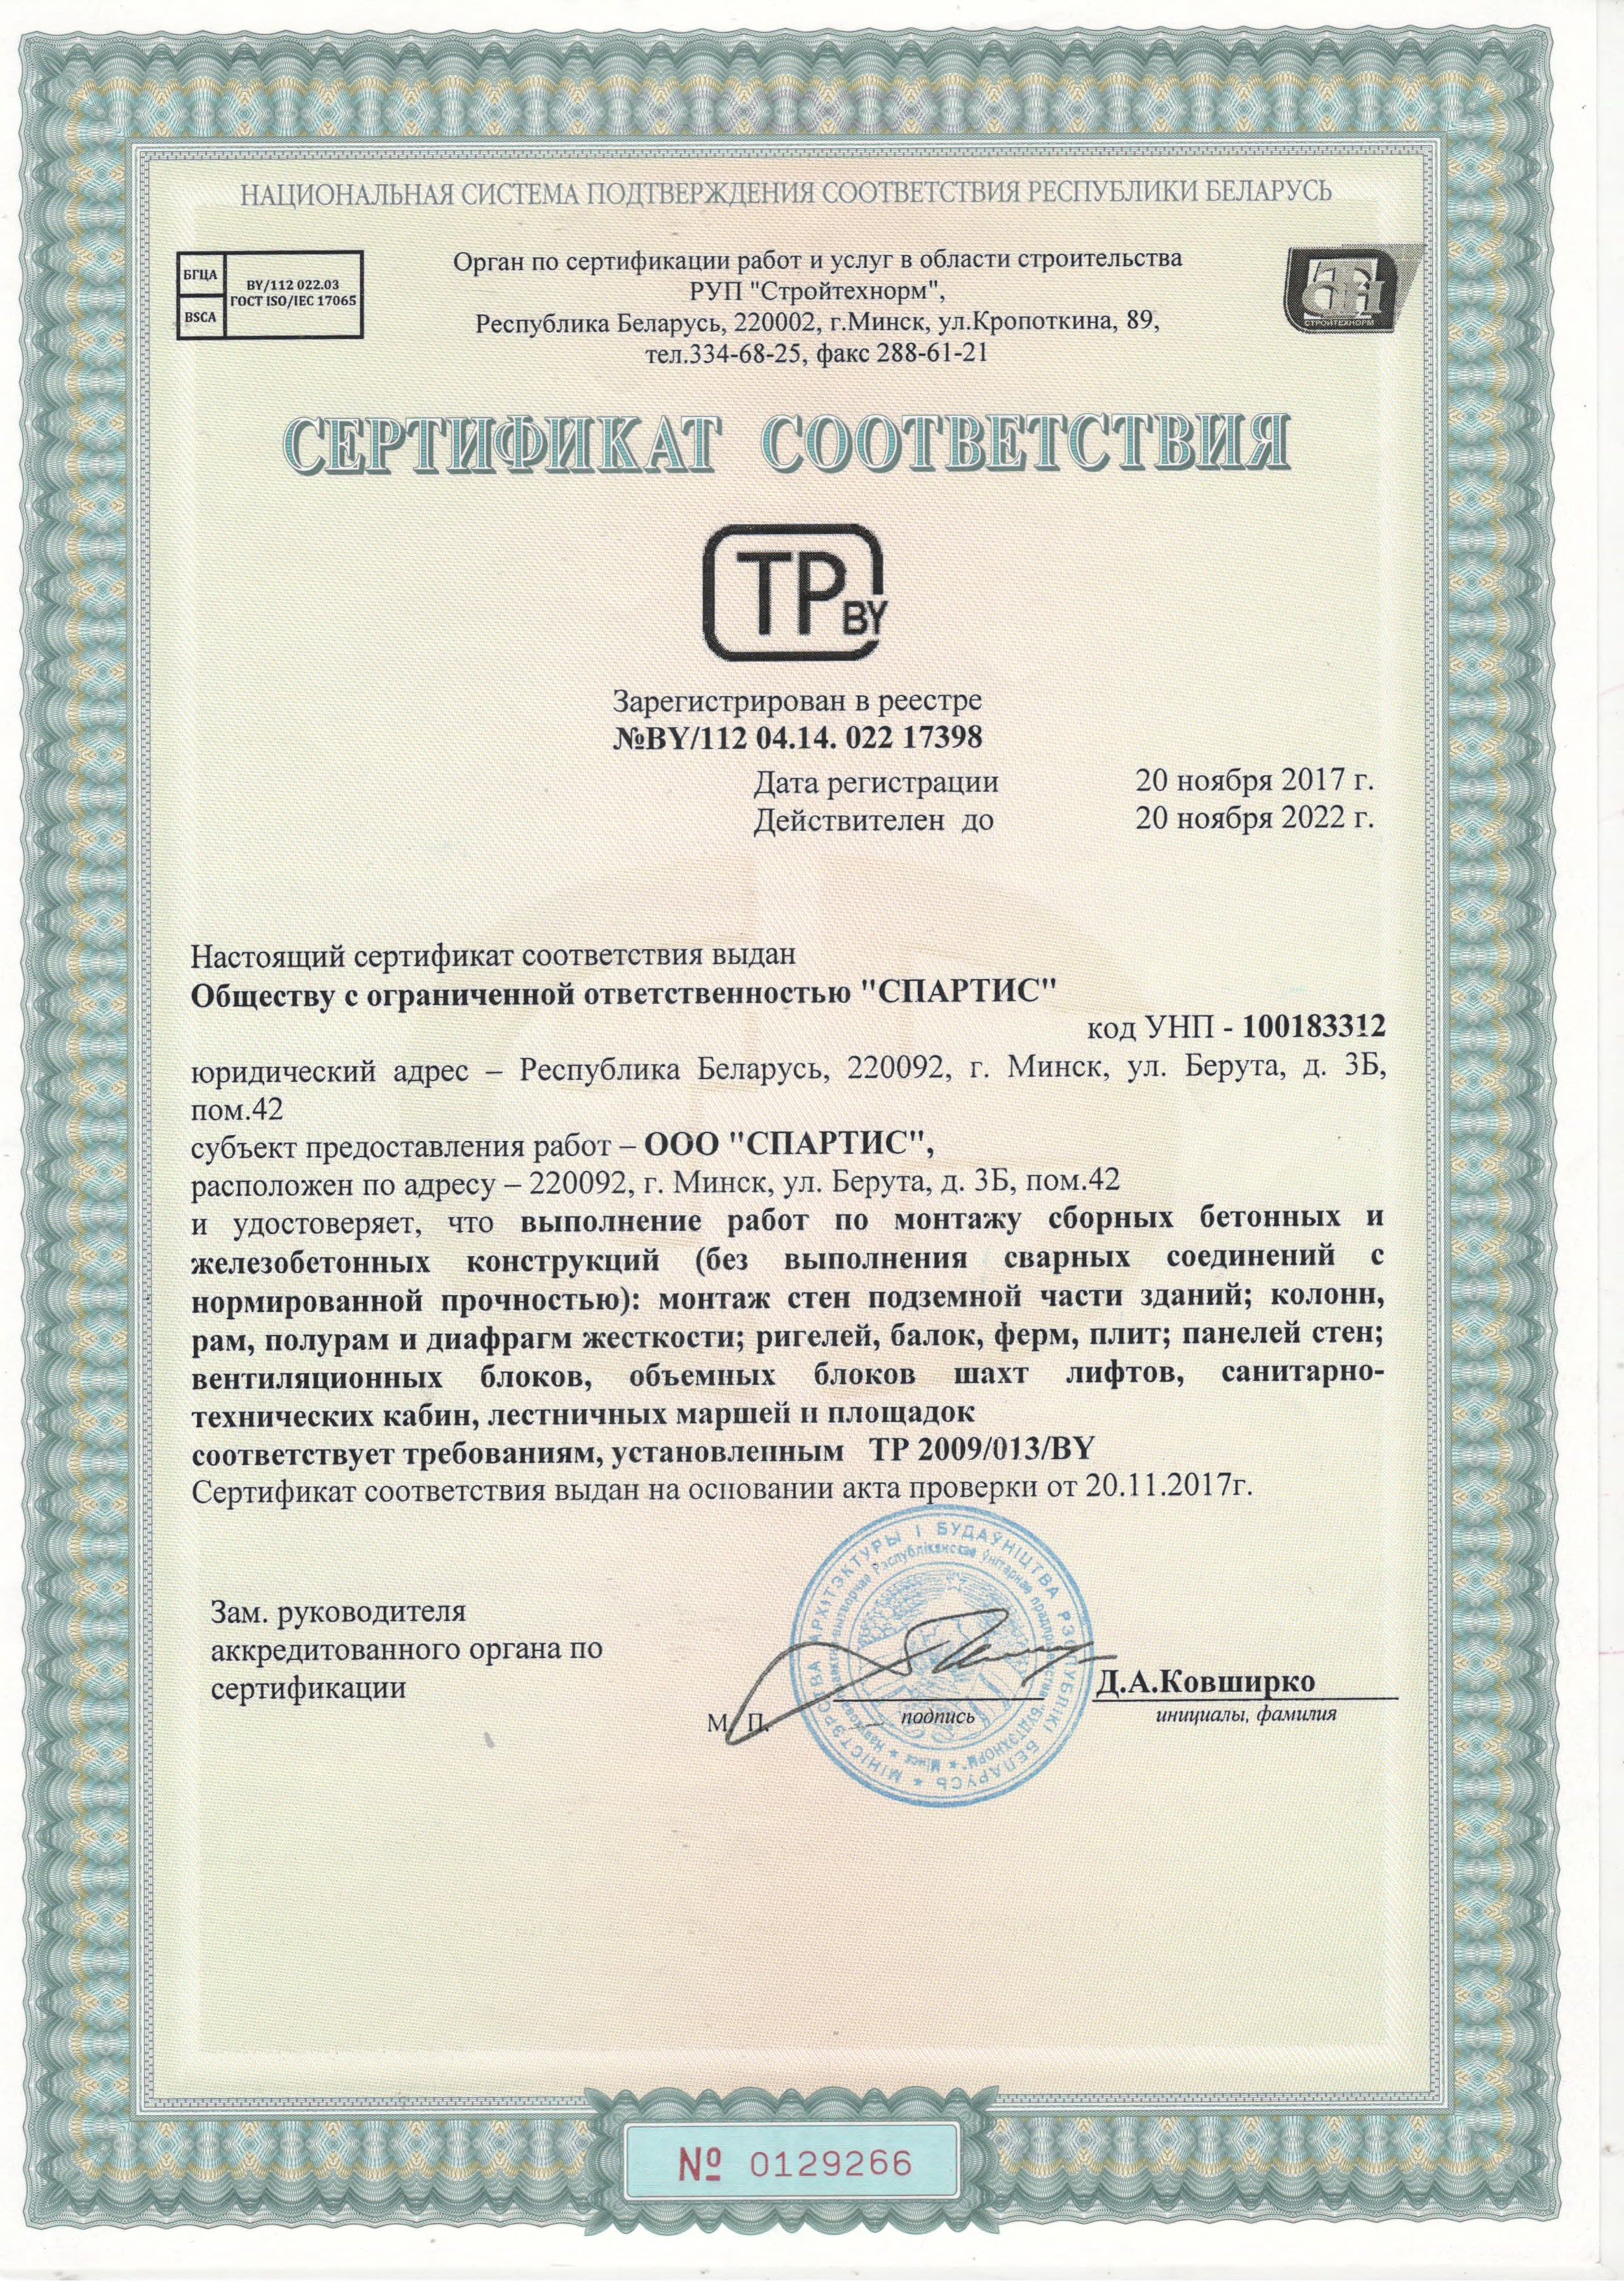 НАЦИОНАЛЬНАЯ СИСТЕМА ПОДТВЕРЖДЕНИЯ СООТВЕТСТВИЯ РЕСПУБЛИКИ БЕЛАРУСЬ
БГЦА
BSCA
BY/112 022.03
ГОСТ ISO/IEC 17065
Орган по сертификации работ и услуг в области строительства
РУП "Стройтехнорм",
Республика Беларусь, 220002, г.Минск, ул.Кропоткина, 89,
тел.334-68-25, факс 288-61-21
СТРОЙТЕХНОРМ
СЕРТИФИКАТ СООТВЕТСТВИЯ
ТР BY
Зарегистрирован в реестре
№BY/112 04.14. 022 17398
Дата регистрации 20 ноября 2017 г.
Действителен до 20 ноября 2022 г.
Настоящий сертификат соответствия выдан
Обществу с ограниченной ответственностью "СПАРТИС"
код УНП - 100183312
юридический адрес – Республика Беларусь, 220092, г. Минск, ул. Берута, д. 3Б,
пом.42
субъект предоставления работ – ООО "СПАРТИС",
расположен по адресу – 220092, г. Минск, ул. Берута, д. 3Б, пом.42
и удостоверяет, что выполнение работ по монтажу сборных бетонных и
железобетонных конструкций (без выполнения сварных соединений с
нормированной прочностью): монтаж стен подземной части зданий; колонн,
рам, полурам и диафрагм жесткости; ригелей, балок, ферм, плит; панелей стен;
вентиляционных блоков, объемных блоков шахт лифтов, санитарно-
технических кабин, лестничных маршей и площадок
соответствует требованиям, установленным ТР 2009/013/BY
Сертификат соответствия выдан на основании акта проверки от 20.11.2017г.
Зам. руководителя
аккредитованного органа по
сертификации
М. П.
подпись
Д.А.Ковширко
инициалы, фамилия
МІНІСТЭРСТВА АРХІТЭКТУРЫ І БУДАЎНІЦТВА РЭСПУБЛІКІ БЕЛАРУСЬ
Рэспубліканскае ўнітарнае
"БУДТЭХНОРМ" * Мінск *
№ 0129266